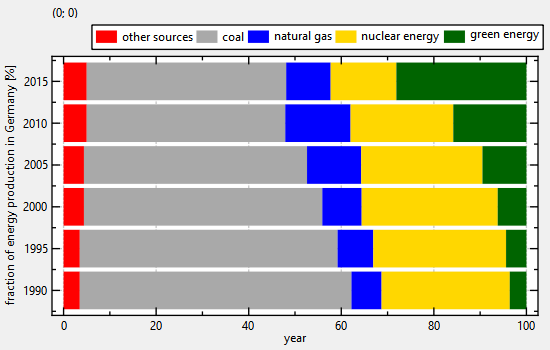 (0; 0)
other sources coal natural gas nuclear energy green energy
fraction of energy production in Germany [%]
2015
2010
2005
2000
1995
1990
0 20 40 60 80 100
year